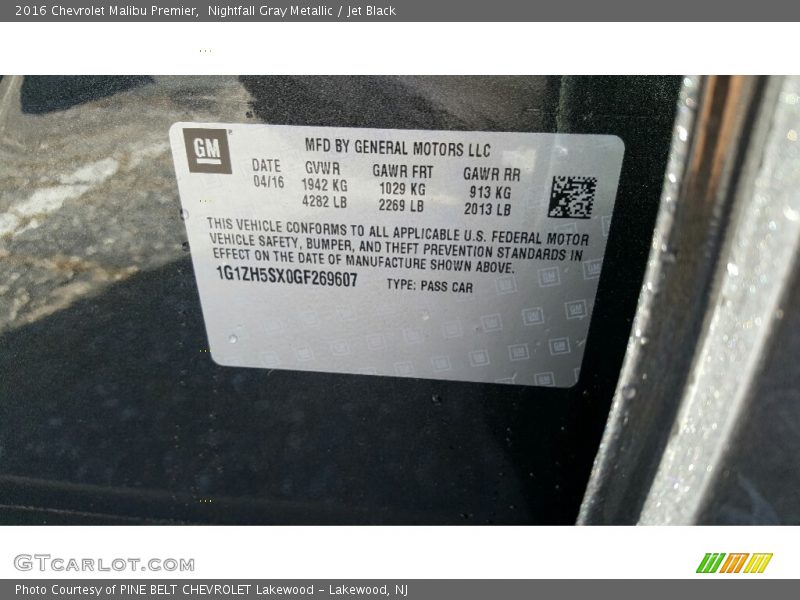 2016 Chevrolet Malibu Premier,  Nightfall Gray Metallic / Jet Black
GM
MFD BY GENERAL MOTORS LLC
DATE GVWR GAWR FRT GAWR RR
04/16 1942 KG 1029 KG 913 KG
4282 LB 2269 LB 2013 LB
THIS VEHICLE CONFORMS TO ALL APPLICABLE U.S. FEDERAL MOTOR
VEHICLE SAFETY, BUMPER, AND THEFT PREVENTION STANDARDS IN
EFFECT ON THE DATE OF MANUFACTURE SHOWN ABOVE.
1G1ZH5SX0GF269607 TYPE: PASS CAR
GTCARLOT.COM
Photo Courtesy of PINE BELT CHEVROLET Lakewood - Lakewood, NJ